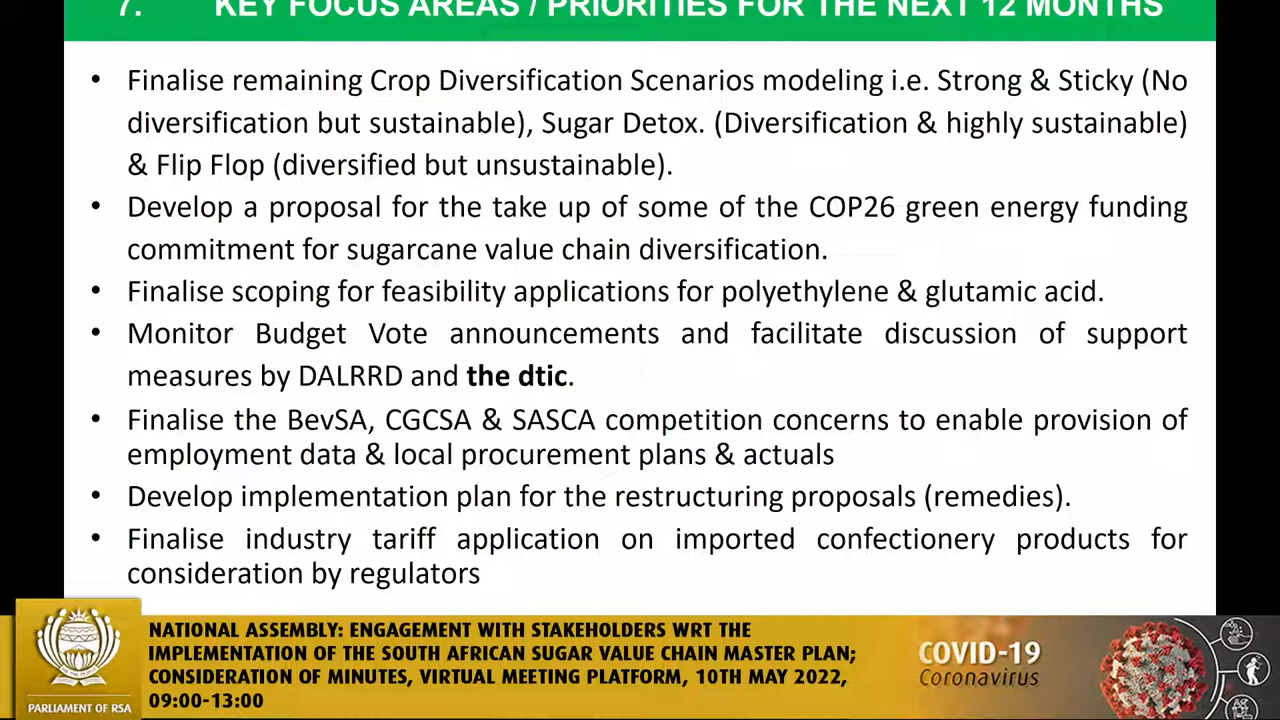 7. KEY FOCUS AREAS / PRIORITIES FOR THE NEXT 12 MONTHS
• Finalise remaining Crop Diversification Scenarios modeling i.e. Strong & Sticky (No
diversification but sustainable), Sugar Detox. (Diversification & highly sustainable)
& Flip Flop (diversified but unsustainable).
• Develop a proposal for the take up of some of the COP26 green energy funding
commitment for sugarcane value chain diversification.
• Finalise scoping for feasibility applications for polyethylene & glutamic acid.
• Monitor Budget Vote announcements and facilitate discussion of support
measures by DALRRD and the dtic.
• Finalise the BevSA, CGCSA & SASCA competition concerns to enable provision of
employment data & local procurement plans & actuals
• Develop implementation plan for the restructuring proposals (remedies).
• Finalise industry tariff application on imported confectionery products for
consideration by regulators
NATIONAL ASSEMBLY: ENGAGEMENT WITH STAKEHOLDERS WRT THE
IMPLEMENTATION OF THE SOUTH AFRICAN SUGAR VALUE CHAIN MASTER PLAN;
CONSIDERATION OF MINUTES, VIRTUAL MEETING PLATFORM, 10TH MAY 2022,
09:00-13:00
PARLIAMENT OF RSA
COVID-19
Coronavirus